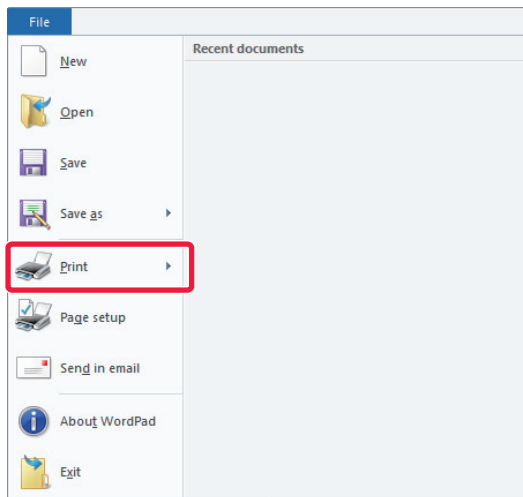 File
Recent documents
New
Open
Save
Save as
Print
Page setup
Send in email
About WordPad
Exit